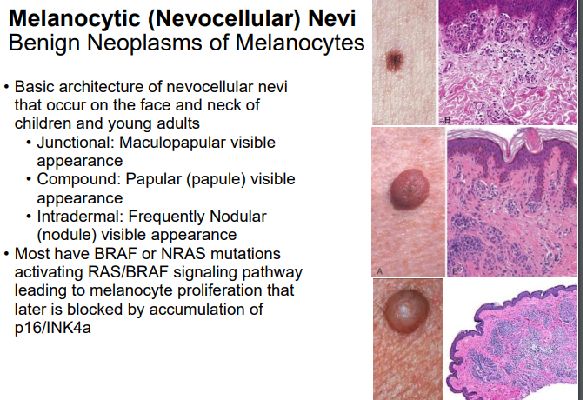 Melanocytic (Nevocellular) Nevi
Benign Neoplasms of Melanocytes
• Basic architecture of nevocellular nevi
that occur on the face and neck of
children and young adults
• Junctional: Maculopapular visible
appearance
• Compound: Papular (papule) visible
appearance
• Intradermal: Frequently Nodular
(nodule) visible appearance
• Most have BRAF or NRAS mutations
activating RAS/BRAF signaling pathway
leading to melanocyte proliferation that
later is blocked by accumulation of
p16/INK4a
A